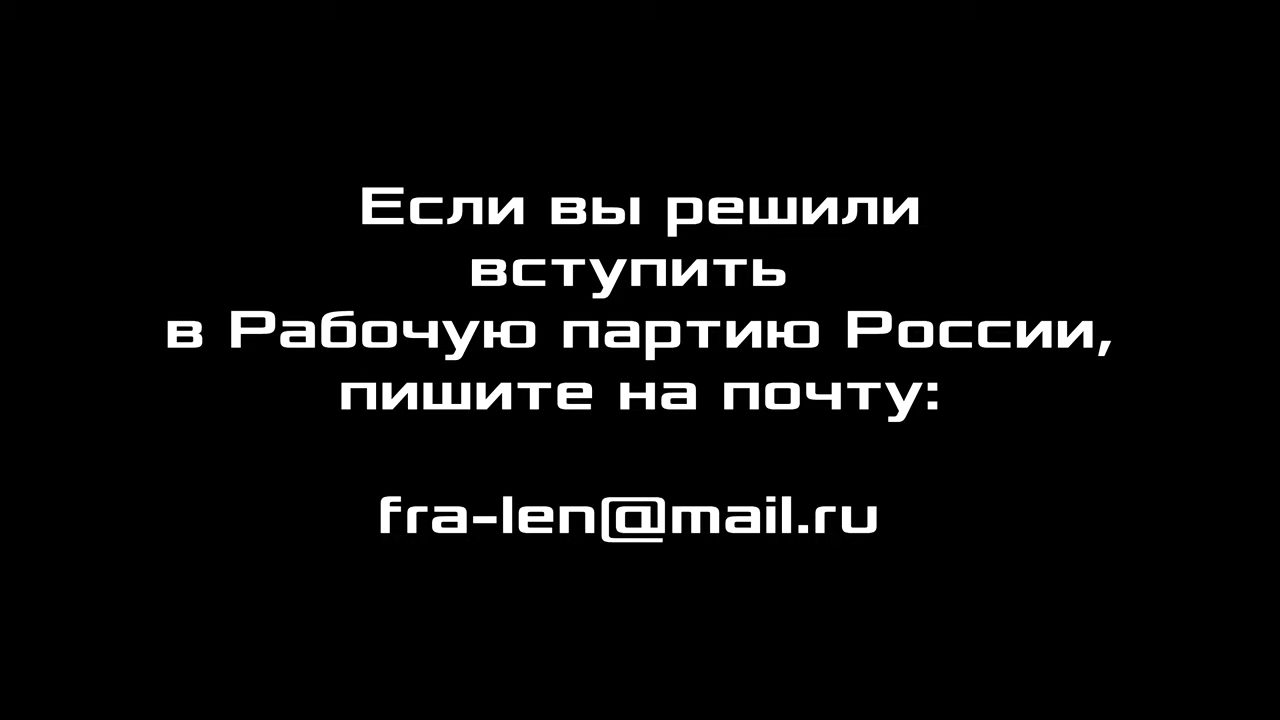 Если вы решили
вступить
в Рабочую партию России,
пишите на почту:
fra-len@mail.ru